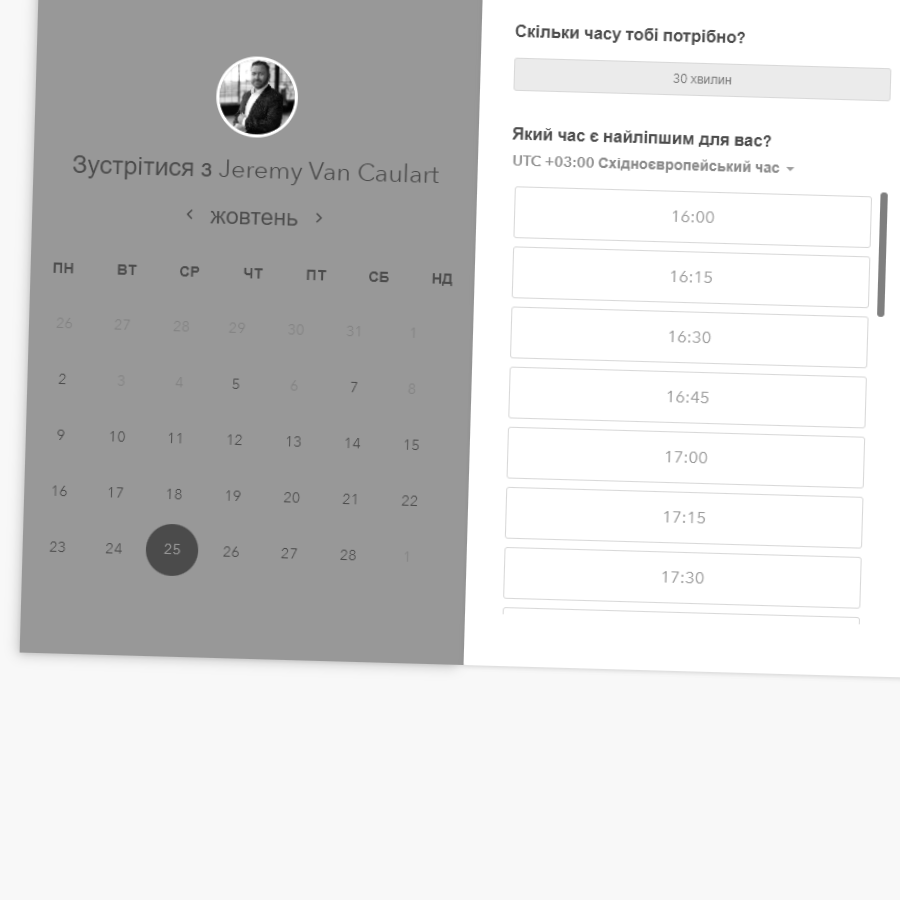 Зустрітися з Jeremy Van Caulart
жовтень
ПН ВТ СР ЧТ ПТ СБ НД
26 27 28 29 30 31 1
2 3 4 5 6 7 8
9 10 11 12 13 14 15
16 17 18 19 20 21 22
23 24 25 26 27 28 1
Скільки часу тобі потрібно?
30 хвилин
Який час є найліпшим для вас?
UTC +03:00 Східноєвропейський час
16:00
16:15
16:30
16:45
17:00
17:15
17:30